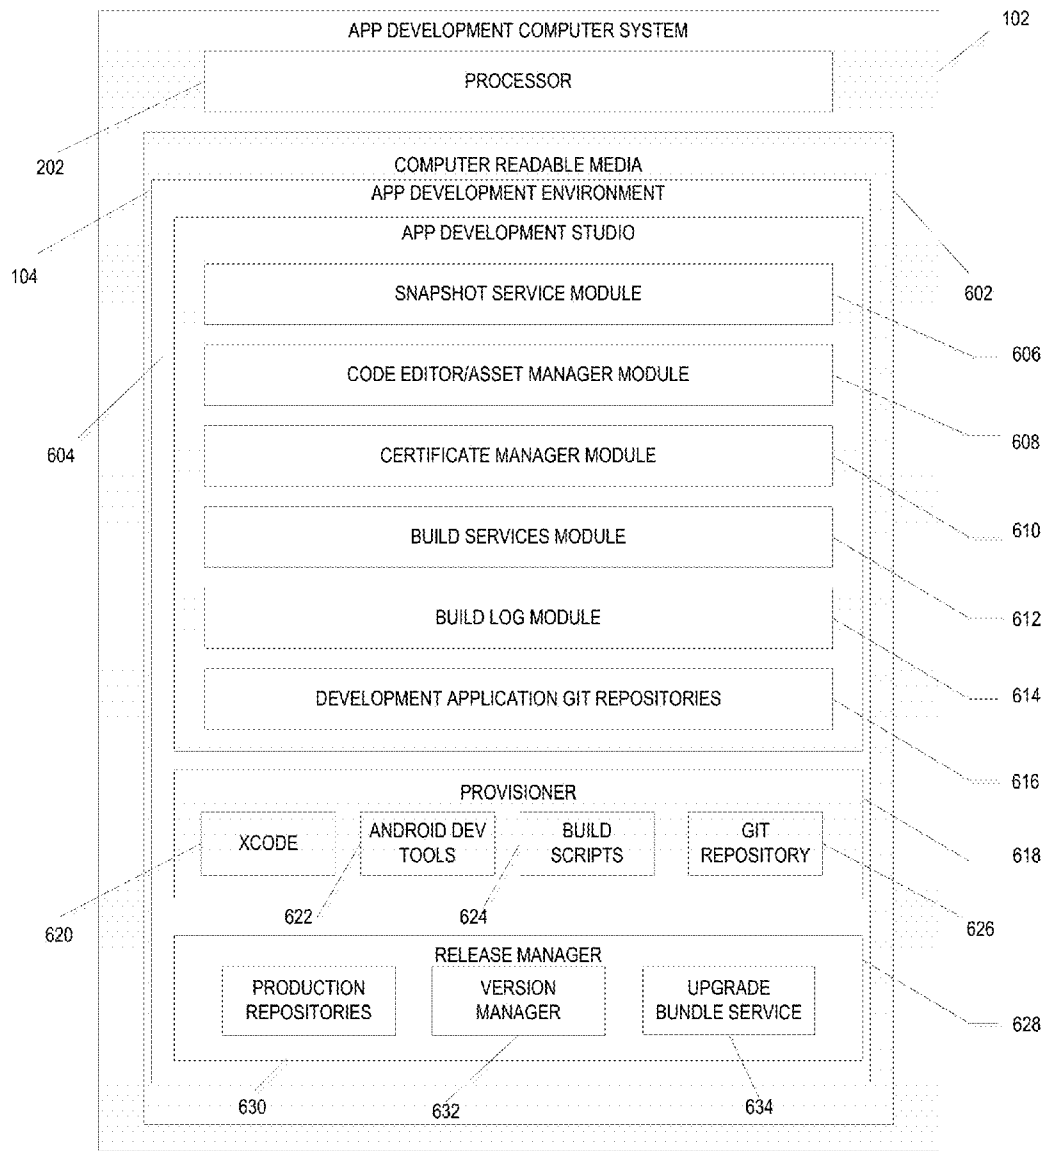 APP DEVELOPMENT COMPUTER SYSTEM
102
PROCESSOR
202
COMPUTER READABLE MEDIA
APP DEVELOPMENT ENVIRONMENT
APP DEVELOPMENT STUDIO
104
SNAPSHOT SERVICE MODULE
602
606
CODE EDITOR/ASSET MANAGER MODULE
608
604
CERTIFICATE MANAGER MODULE
610
BUILD SERVICES MODULE
612
BUILD LOG MODULE
614
DEVELOPMENT APPLICATION GIT REPOSITORIES
616
PROVISIONER
XCODE
ANDROID DEV
TOOLS
BUILD
SCRIPTS
GIT
REPOSITORY
618
620
622
624
626
RELEASE MANAGER
PRODUCTION
REPOSITORIES
VERSION
MANAGER
UPGRADE
BUNDLE SERVICE
628
630
632
634